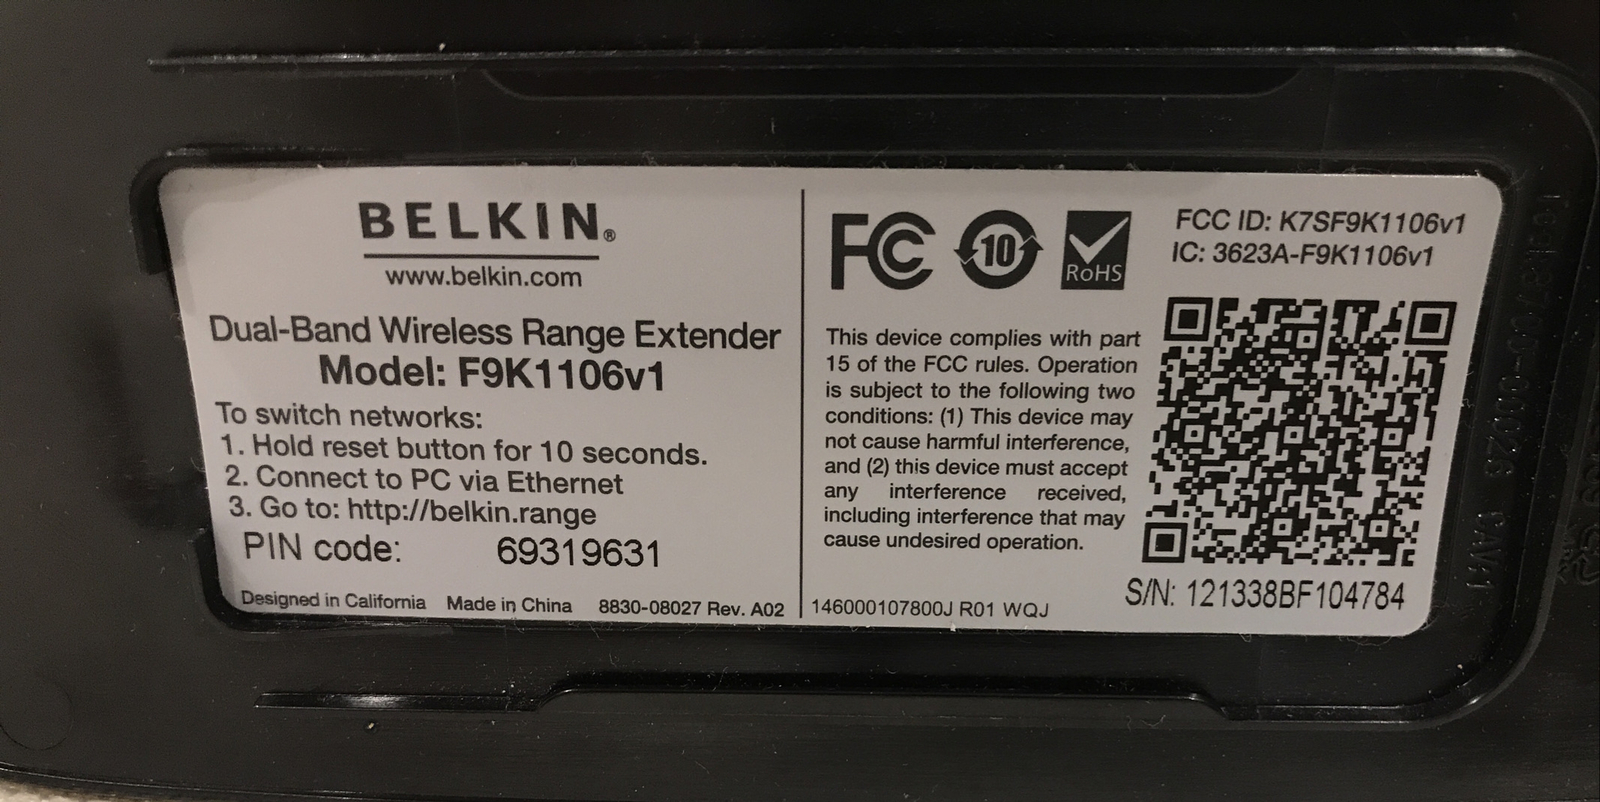 BELKIN®
www.belkin.com
Dual-Band Wireless Range Extender
Model: F9K1106v1
To switch networks:
1. Hold reset button for 10 seconds.
2. Connect to PC via Ethernet
3. Go to: http://belkin.range
PIN code: 69319631
Designed in California Made in China 8830-08027 Rev. A02
FC 10 RoHS
FCC ID: K7SF9K1106v1
IC: 3623A-F9K1106v1
This device complies with part
15 of the FCC rules. Operation
is subject to the following two
conditions: (1) This device may
not cause harmful interference,
and (2) this device must accept
any interference received,
including interference that may
cause undesired operation.
146000107800J R01 WQJ
S/N: 121338BF104784